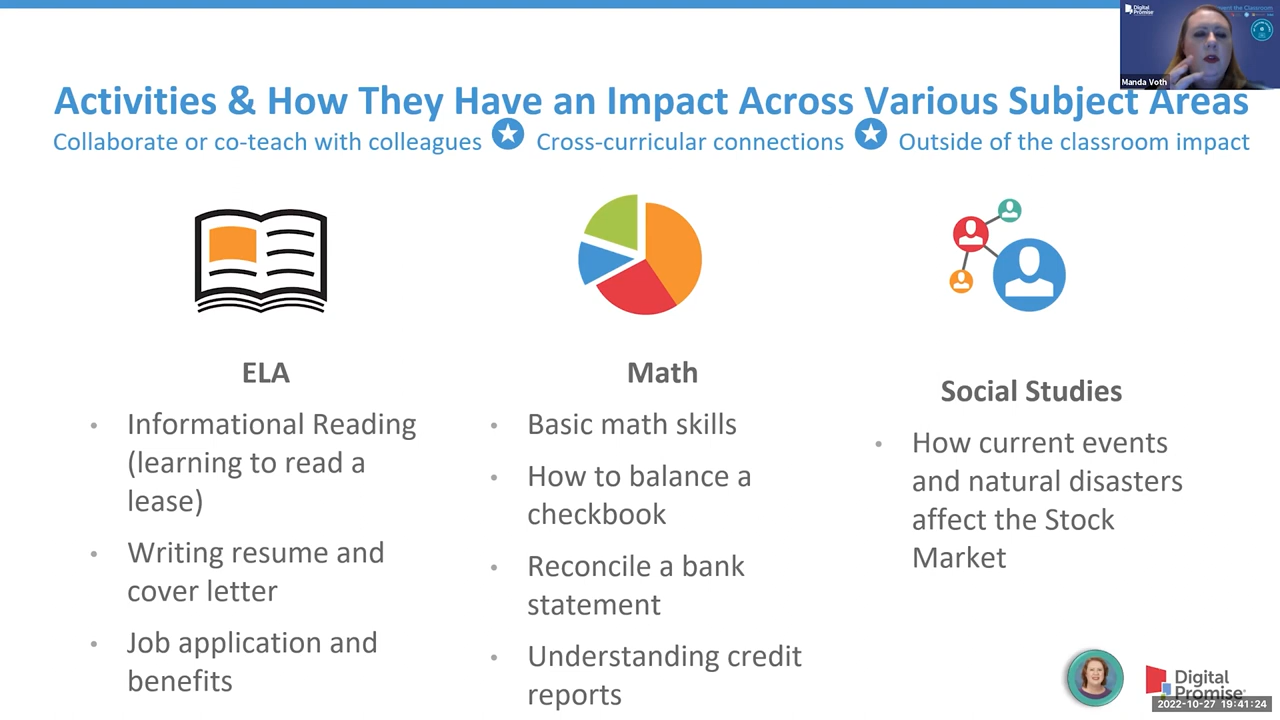 Digital
Promise
Manda Voth
Activities & How They Have an Impact Across Various Subject Areas
Collaborate or co-teach with colleagues Cross-curricular connections Outside of the classroom impact
ELA
• Informational Reading
(learning to read a
lease)
• Writing resume and
cover letter
• Job application and
benefits
Math
• Basic math skills
• How to balance a
checkbook
• Reconcile a bank
statement
• Understanding credit
reports
Social Studies
• How current events
and natural disasters
affect the Stock
Market
Digital
Promise
2022-10-27 19:41:24